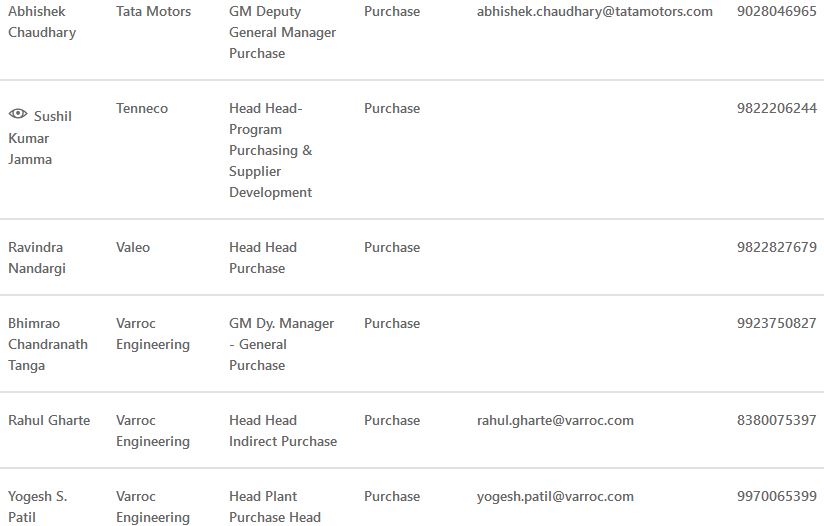 Abhishek Tata Motors GM Deputy Purchase abhishek.chaudhary@tatamotors.com 9028046965
Chaudhary General Manager
Purchase
Sushil Tenneco Head Head- Purchase 9822206244
Kumar Program
Jamma Purchasing &
Supplier
Development
Ravindra Valeo Head Head Purchase 9822827679
Nandargi Purchase
Bhimrao Varroc GM Dy. Manager Purchase 9923750827
Chandranath Engineering - General
Tanga Purchase
Rahul Gharte Varroc Head Head Purchase rahul.gharte@varroc.com 8380075397
Engineering Indirect Purchase
Yogesh S. Varroc Head Plant Purchase yogesh.patil@varroc.com 9970065399
Patil Engineering Purchase Head